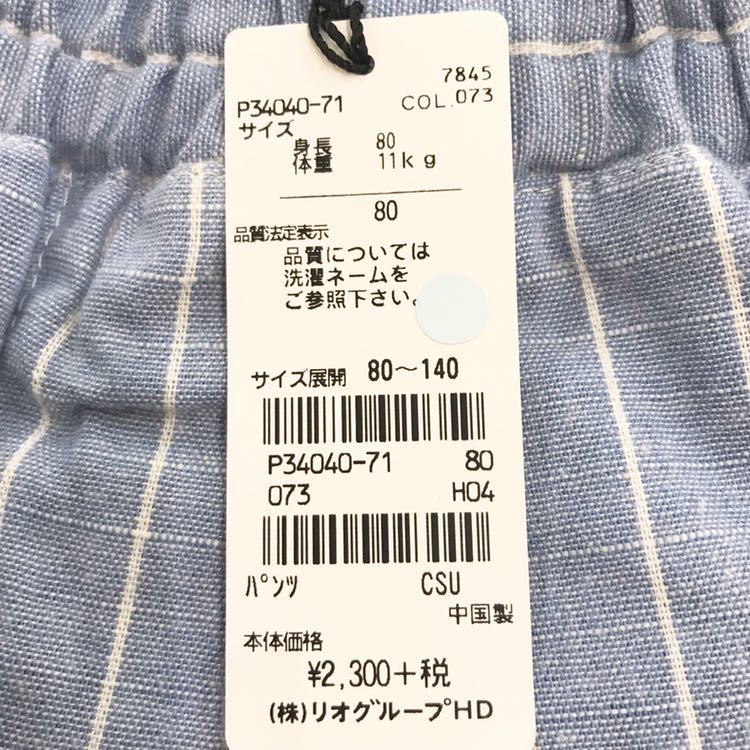 7845
P34040-71 COL.073
サイズ
身長 80
体重 11kg
80
品質法定表示
品質については
洗濯ネームを
ご参照下さい。
サイズ展開 80～140
P34040-71 80
073 H04
ﾊﾟﾝﾂ CSU
中国製
本体価格
¥2,300+税
(株)リオグループHD